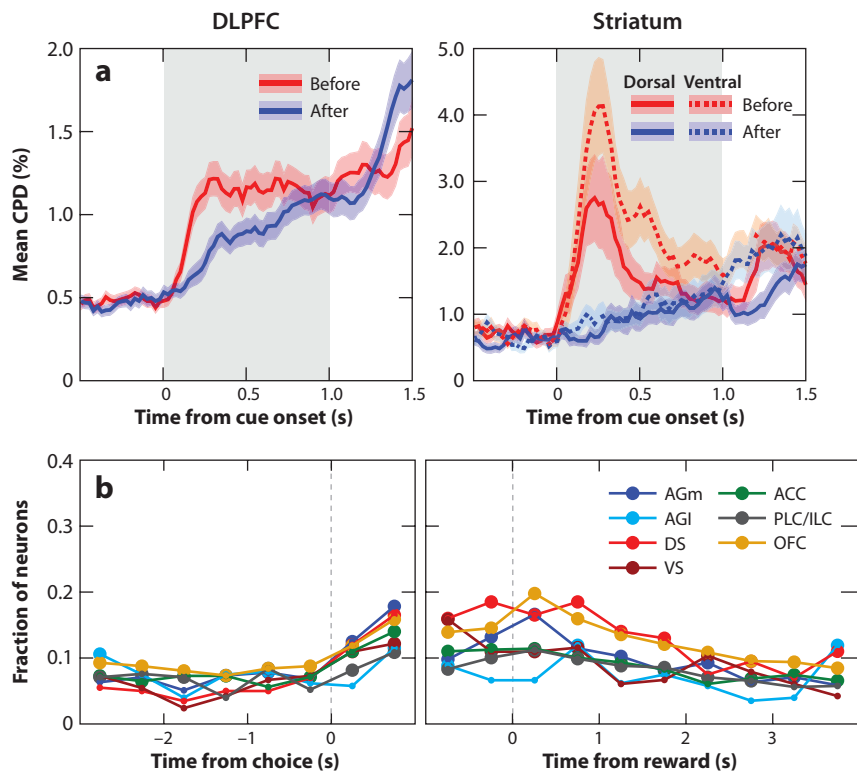 DLPFC
Striatum
a
Mean CPD (%)
2.0
1.5
1.0
0.5
0
Before
After
0
0.5
1.0
1.5
Time from cue onset (s)
5.0
4.0
3.0
2.0
1.0
0
Dorsal Ventral
Before
After
0
0.5
1.0
1.5
Time from cue onset (s)
b
Fraction of neurons
0.4
0.3
0.2
0.1
0
−2
−1
0
Time from choice (s)
AGm
AGl
DS
VS
ACC
PLC/ILC
OFC
0
1
2
3
Time from reward (s)